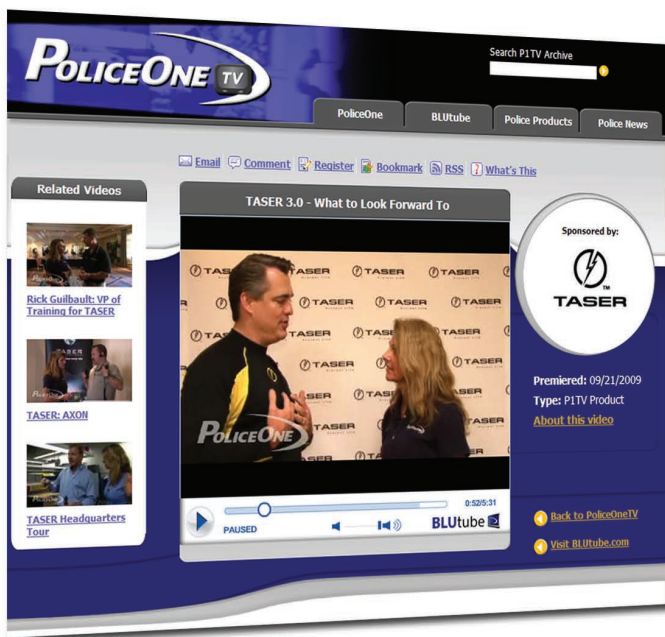 POLICEONE TV
Search P1TV Archive
PoliceOne
BLUtube
Police Products
Police News
Email
Comment
Register
Bookmark
RSS
What's This
Related Videos
Rick Guilbault: VP of
Training for TASER
TASER: AXON
TASER Headquarters
Tour
TASER 3.0 - What to Look Forward To
TASER
POLICEONE
0:52/5:31
PAUSED
BLUtube
Sponsored by:
TASER™
Premiered: 09/21/2009
Type: P1TV Product
About this video
Back to PoliceOneTV
Visit BLUtube.com